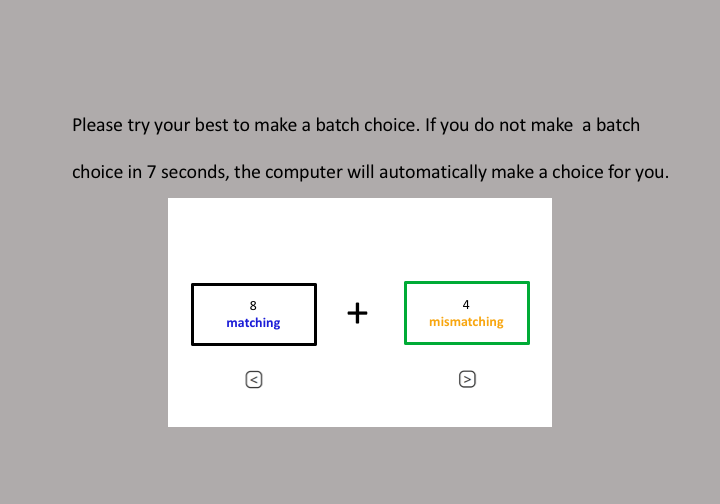 Please try your best to make a batch choice. If you do not make  a batch
choice in 7 seconds, the computer will automatically make a choice for you.
8
matching
+
4
mismatching
<
>